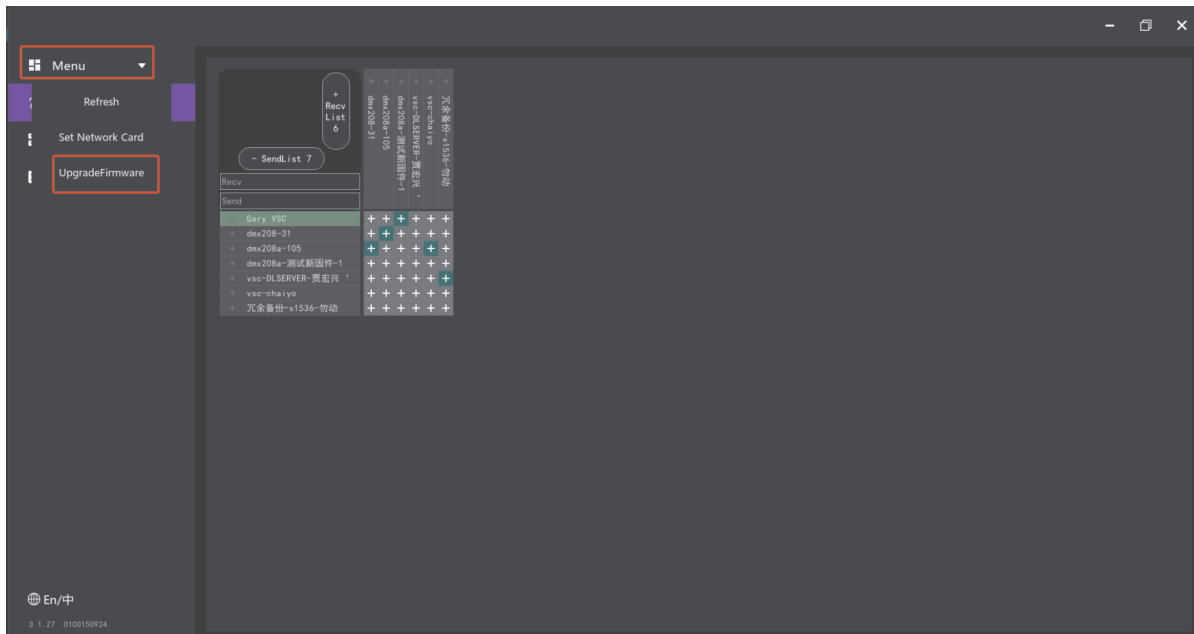 Menu
Refresh
Set Network Card
UpgradeFirmware
+
Recv
List
6
- SendList 7
Recv
Send
dmx208-31
dmx208a-105
dmx208a-测试新固件-1
vsc-DLSERVER-贾宏兴 '
vsc-chaiyo
冗余备份-x1536-勿动
+ Gary VSC
+ dmx208-31
+ dmx208a-105
+ dmx208a-测试新固件-1
+ vsc-DLSERVER-贾宏兴 '
+ vsc-chaiyo
+ 冗余备份-x1536-勿动
En/中
3.1.27 0100150924